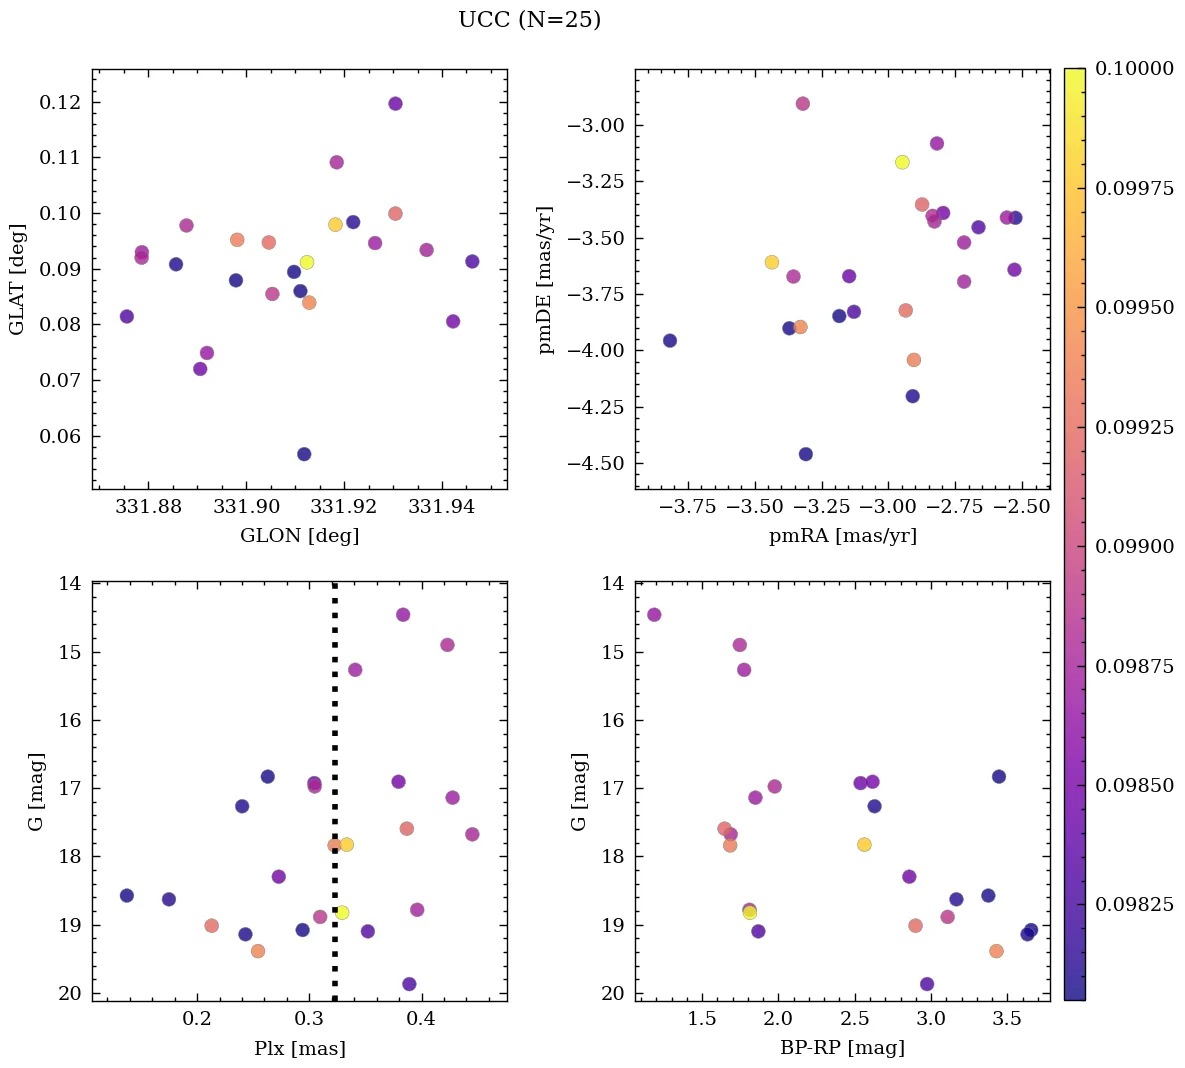 UCC (N=25)
0.12
0.11
0.10
0.09
0.08
0.07
0.06
GLAT [deg]
331.88 331.90 331.92 331.94
GLON [deg]
−3.00
−3.25
−3.50
−3.75
−4.00
−4.25
−4.50
pmDE [mas/yr]
−3.75 −3.50 −3.25 −3.00 −2.75 −2.50
pmRA [mas/yr]
0.10000
0.09975
0.09950
0.09925
0.09900
0.09875
0.09850
0.09825
14
15
16
17
18
19
20
G [mag]
0.2 0.3 0.4
Plx [mas]
14
15
16
17
18
19
20
G [mag]
1.5 2.0 2.5 3.0 3.5
BP-RP [mag]